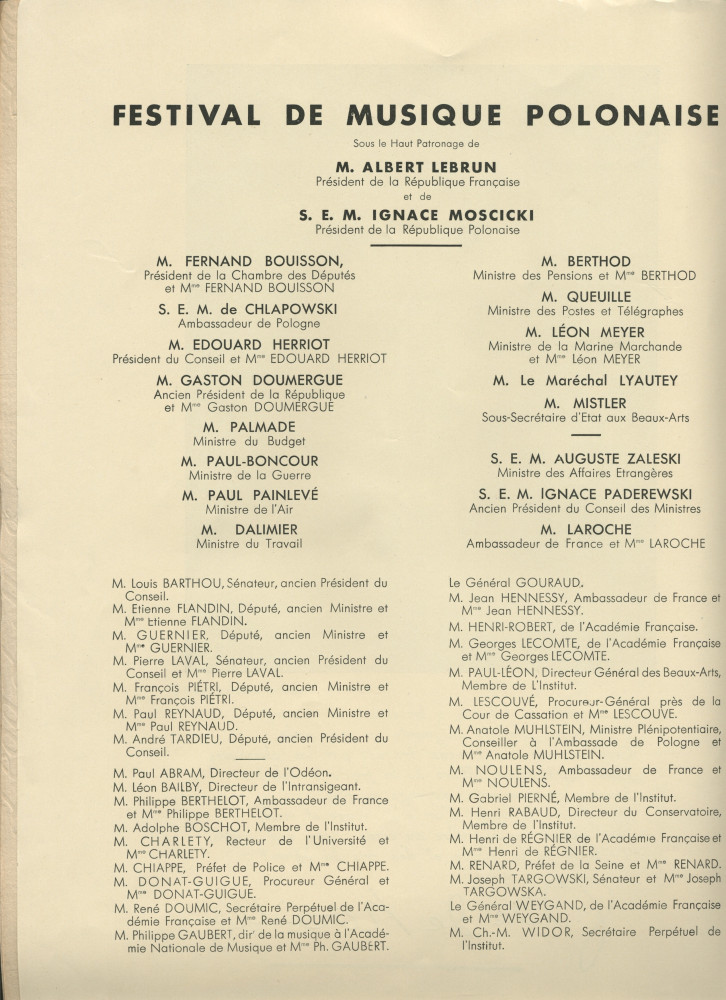 FESTIVAL DE MUSIQUE POLONAISE
Sous le Haut Patronage de
M. ALBERT LEBRUN
Président de la République Française
et de
S. E. M. IGNACE MOSCICKI
Président de la République Polonaise
M. FERNAND BOUISSON,
Président de la Chambre des Députés
et Mme FERNAND BOUISSON
S. E. M. de CHLAPOWSKI
Ambassadeur de Pologne
M. EDOUARD HERRIOT
Président du Conseil et Mme EDOUARD HERRIOT
M. GASTON DOUMERGUE
Ancien Président de la République
et Mme Gaston DOUMERGUE
M. PALMADE
Ministre du Budget
M. PAUL-BONCOUR
Ministre de la Guerre
M. PAUL PAINLEVÉ
Ministre de l'Air
M. DALIMIER
Ministre du Travail
M. BERTHOD
Ministre des Pensions et Mme BERTHOD
M. QUEUILLE
Ministre des Postes et Télégraphes
M. LÉON MEYER
Ministre de la Marine Marchande
et Mme Léon MEYER
M. Le Maréchal LYAUTEY
M. MISTLER
Sous-Secrétaire d'Etat aux Beaux-Arts
S. E. M. AUGUSTE ZALESKI
Ministre des Affaires Etrangères
S. E. M. IGNACE PADEREWSKI
Ancien Président du Conseil des Ministres
M. LAROCHE
Ambassadeur de France et Mme LAROCHE
M. Louis BARTHOU, Sénateur, ancien Président du
Conseil.
M. Etienne FLANDIN, Député, ancien Ministre et
Mme Etienne FLANDIN.
M. GUERNIER, Député, ancien Ministre et
Mme GUERNIER.
M. Pierre LAVAL, Sénateur, ancien Président du
Conseil et Mme Pierre LAVAL.
M. François PIÉTRI, Député, ancien Ministre et
Mme François PIÉTRI.
M. Paul REYNAUD, Député, ancien Ministre et
Mme Paul REYNAUD.
M. André TARDIEU, Député, ancien Président du
Conseil.
M. Paul ABRAM, Directeur de l'Odéon.
M. Léon BAILBY, Directeur de l'Intransigeant.
M. Philippe BERTHELOT, Ambassadeur de France
et Mme Philippe BERTHELOT.
M. Adolphe BOSCHOT, Membre de l'Institut.
M. CHARLETY, Recteur de l'Université et
Mme CHARLETY.
M. CHIAPPE, Préfet de Police et Mme CHIAPPE.
M. DONAT-GUIGUE, Procureur Général et
Mme DONAT-GUIGUE.
M. René DOUMIC, Secrétaire Perpétuel de l'Aca-
démie Française et Mme René DOUMIC.
M. Philippe GAUBERT, dir' de la musique à l'Acadé-
mie Nationale de Musique et Mme Ph. GAUBERT.
Le Général GOURAUD.
M. Jean HENNESSY, Ambassadeur de France et
Mme Jean HENNESSY.
M. HENRI-ROBERT, de l'Académie Française.
M. Georges LECOMTE, de l'Académie Française
et Mme Georges LECOMTE.
M. PAUL-LÉON, Directeur Général des Beaux-Arts,
Membre de L'Institut.
M. LESCOUVÉ, Procureur-Général près de la
Cour de Cassation et Mme LESCOUVE.
M. Anatole MUHLSTEIN, Ministre Plénipotentiaire,
Conseiller à l'Ambassade de Pologne et
Mme Anatole MUHLSTEIN.
M. NOULENS, Ambassadeur de France et
Mme NOULENS.
M. Gabriel PIERNÉ, Membre de l'Institut.
M. Henri RABAUD, Directeur du Conservatoire,
Membre de l'Institut.
M. Henri de RÉGNIER de l'Académie Française et
Mme Henri de RÉGNIER.
M. RENARD, Préfet de la Seine et Mme RENARD.
M. Joseph TARGOWSKI, Sénateur et Mme Joseph
TARGOWSKA.
Le Général WEYGAND, de l'Académie Française
et Mme WEYGAND.
M. Ch.-M. WIDOR, Secrétaire Perpétuel de
l'Institut.